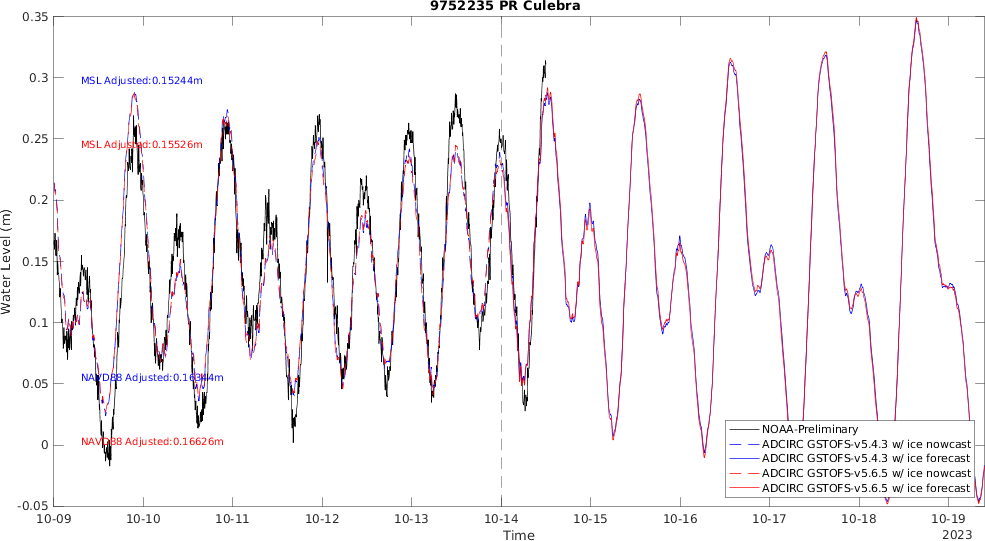 9752235 PR Culebra
Water Level (m)
0.35
0.3
0.25
0.2
0.15
0.1
0.05
0
-0.05
MSL Adjusted:0.15244m
MSL Adjusted:0.15526m
NAVD88 Adjusted:0.16344m
NAVD88 Adjusted:0.16626m
NOAA-Preliminary
ADCIRC GSTOFS-v5.4.3 w/ ice nowcast
ADCIRC GSTOFS-v5.4.3 w/ ice forecast
ADCIRC GSTOFS-v5.6.5 w/ ice nowcast
ADCIRC GSTOFS-v5.6.5 w/ ice forecast
10-09 10-10 10-11 10-12 10-13 10-14 10-15 10-16 10-17 10-18 10-19
Time
2023